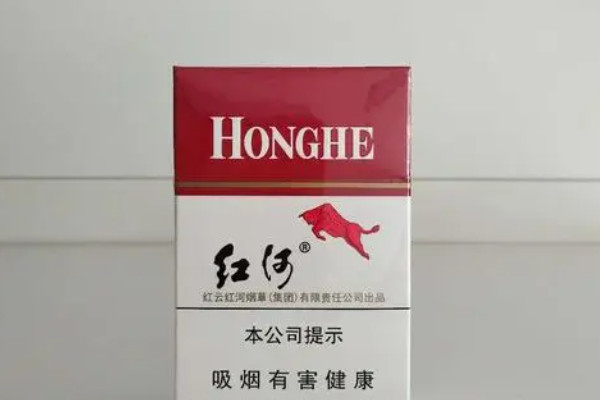 HONGHE
红河®
红云红河烟草(集团)有限责任公司出品
本公司提示
吸烟有害健康